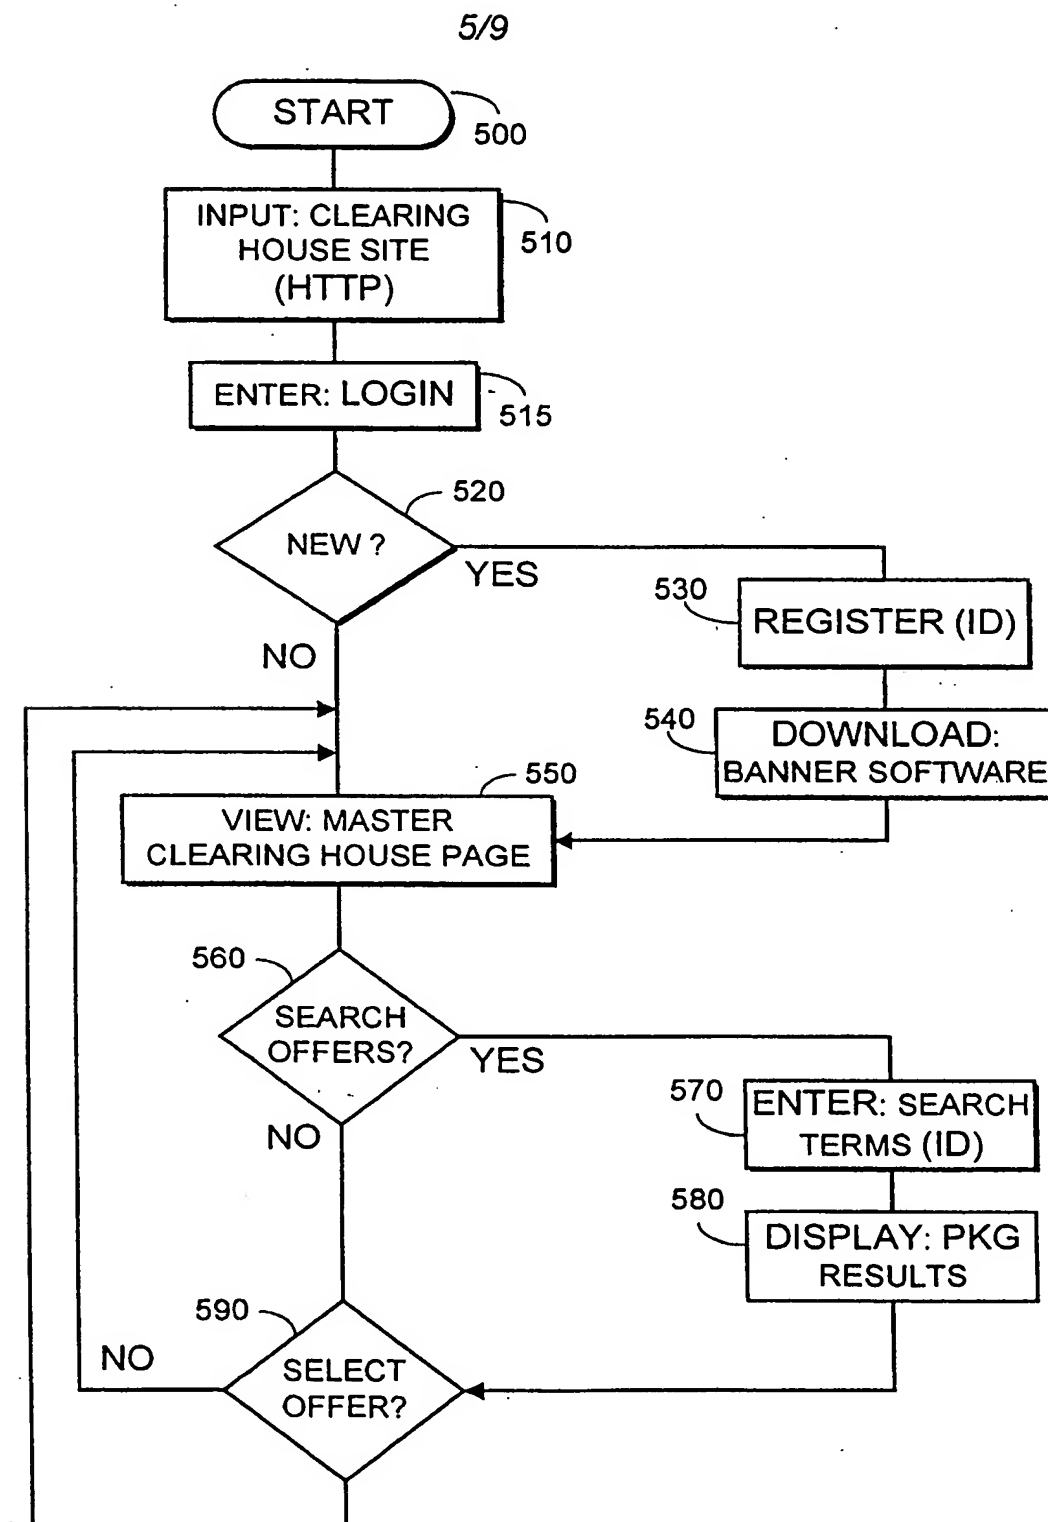 5/9
START
500
INPUT: CLEARING
HOUSE SITE
(HTTP)
510
ENTER: LOGIN
515
520
NEW?
YES
NO
530
REGISTER (ID)
540
DOWNLOAD:
BANNER SOFTWARE
550
VIEW: MASTER
CLEARING HOUSE PAGE
560
SEARCH
OFFERS?
YES
NO
570
ENTER: SEARCH
TERMS (ID)
580
DISPLAY: PKG
RESULTS
590
SELECT
OFFER?
NO